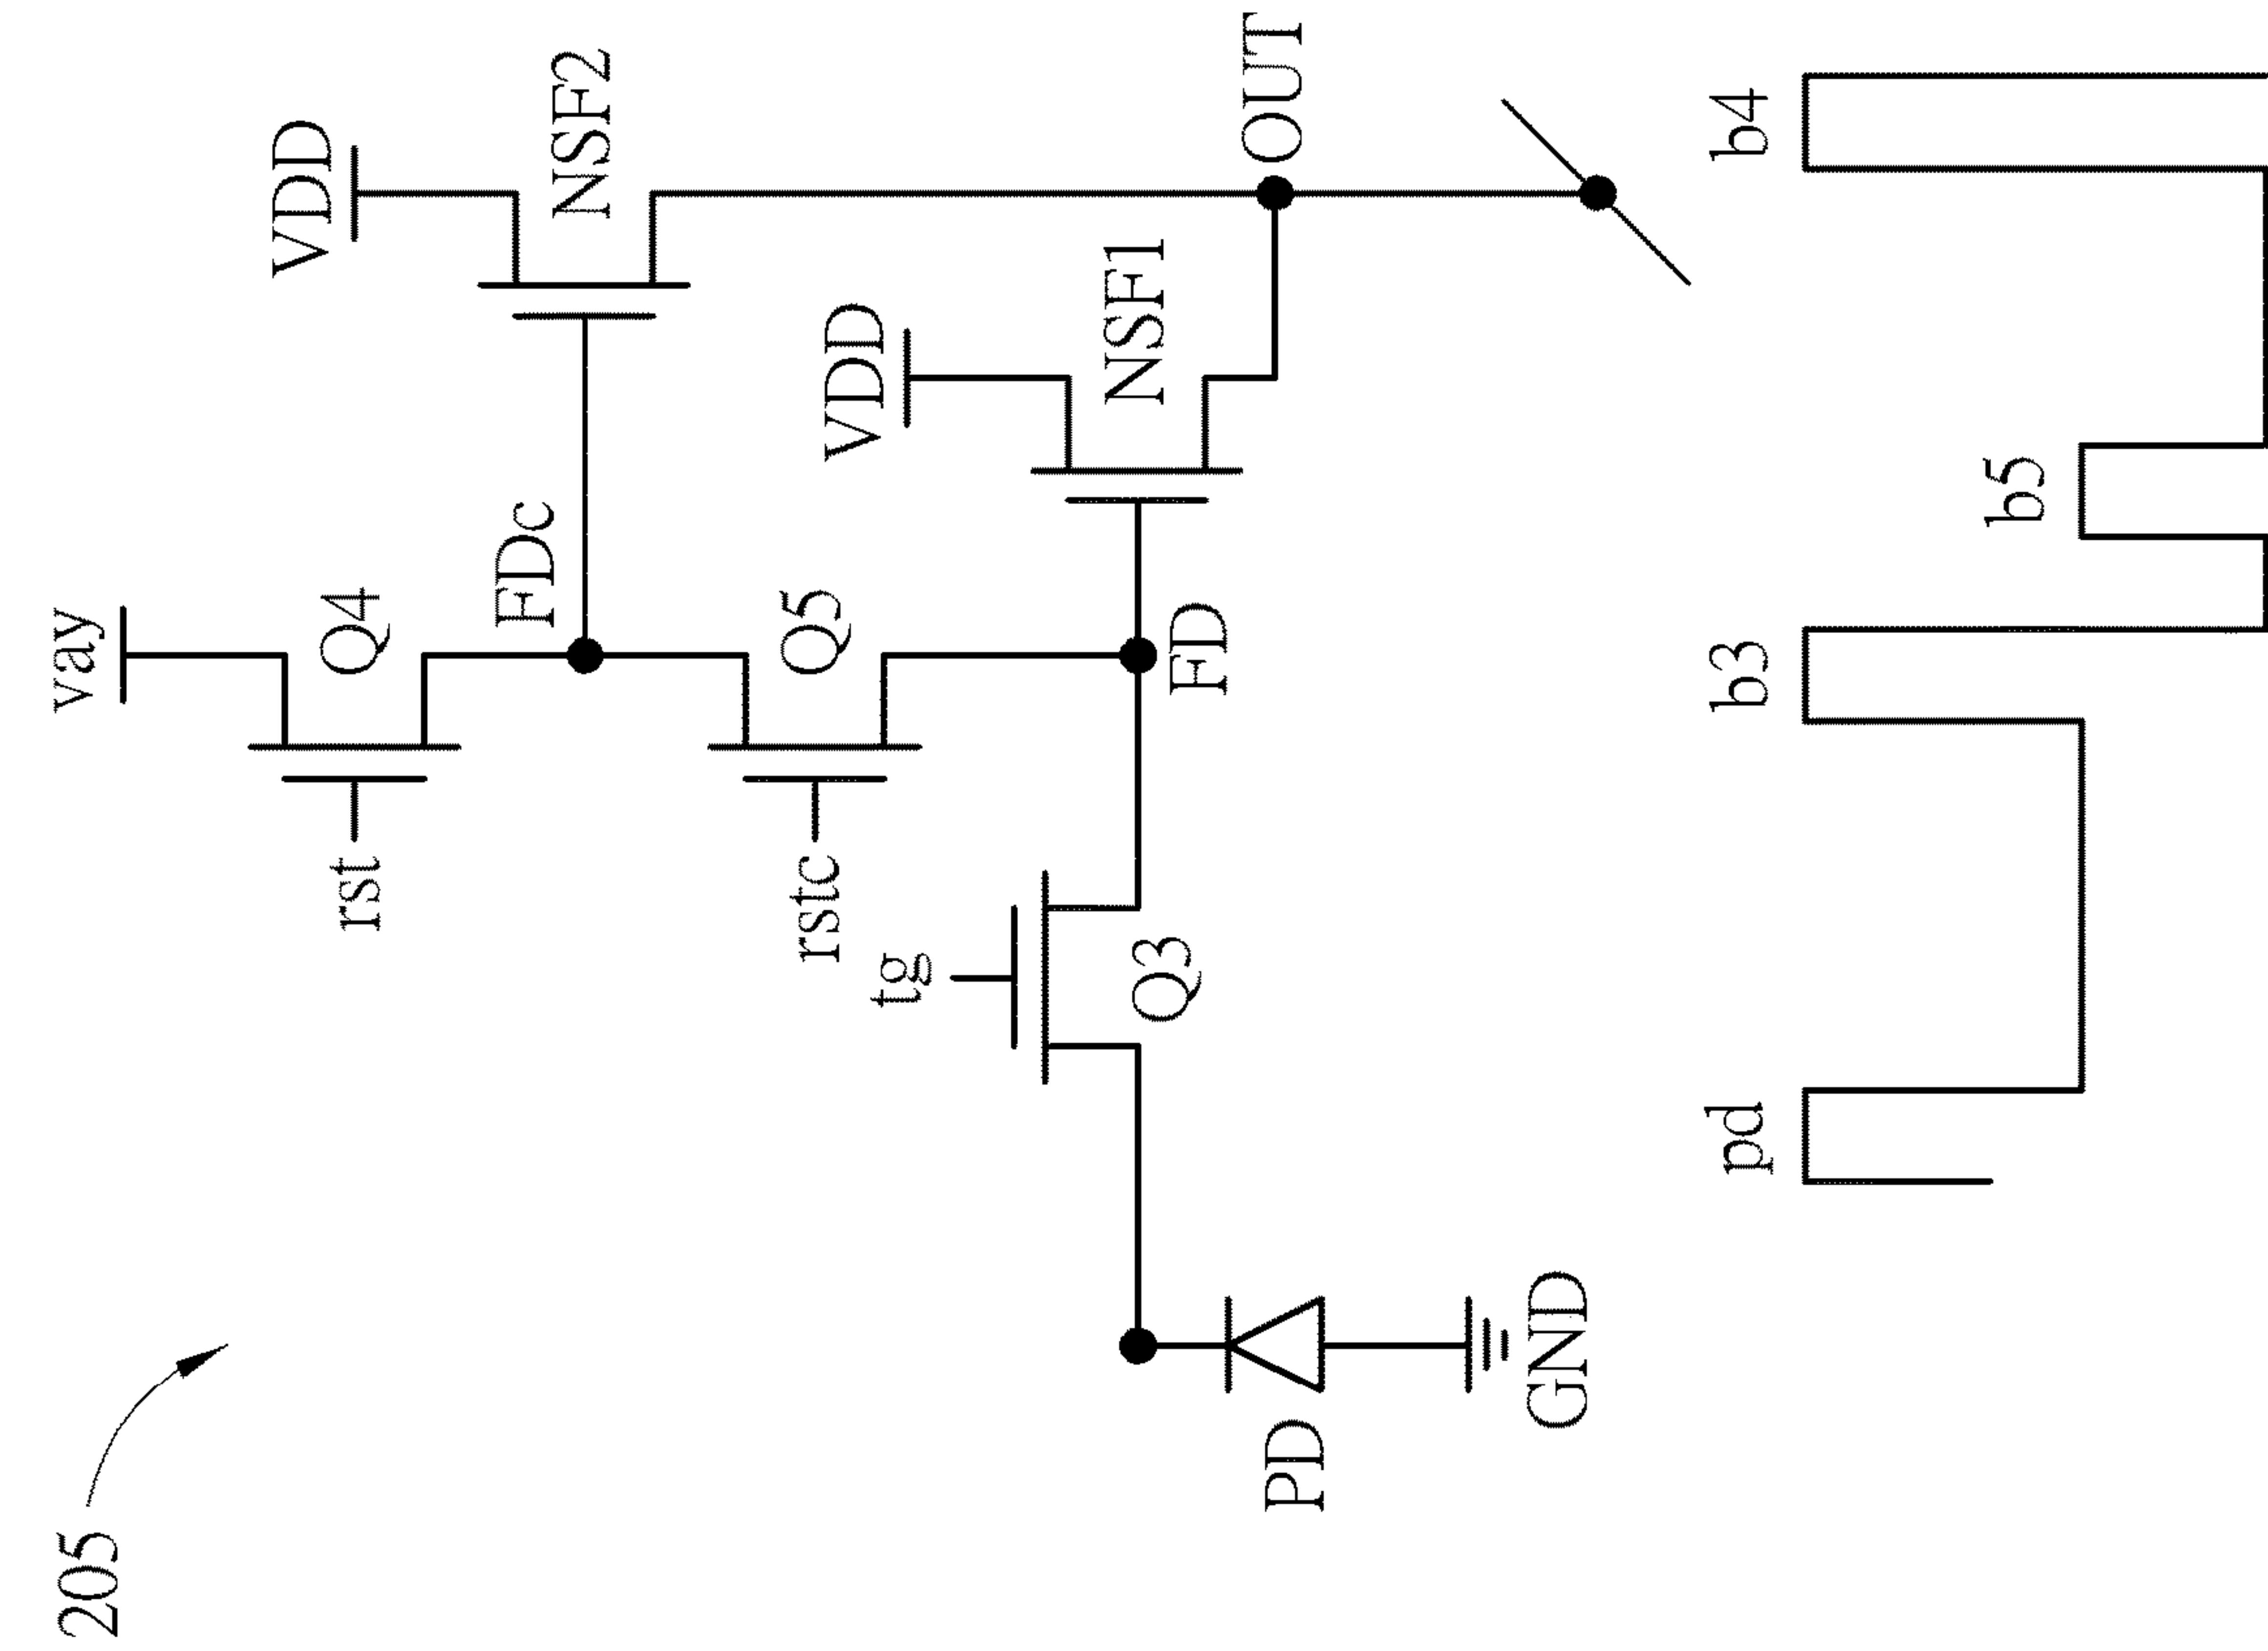 205
vay
rst
Q4
VDD
NSF2
FDc
rstc
Q5
VDD
NSF1
tg
Q3
FD
OUT
PD
GND
pd
b3
b5
b4